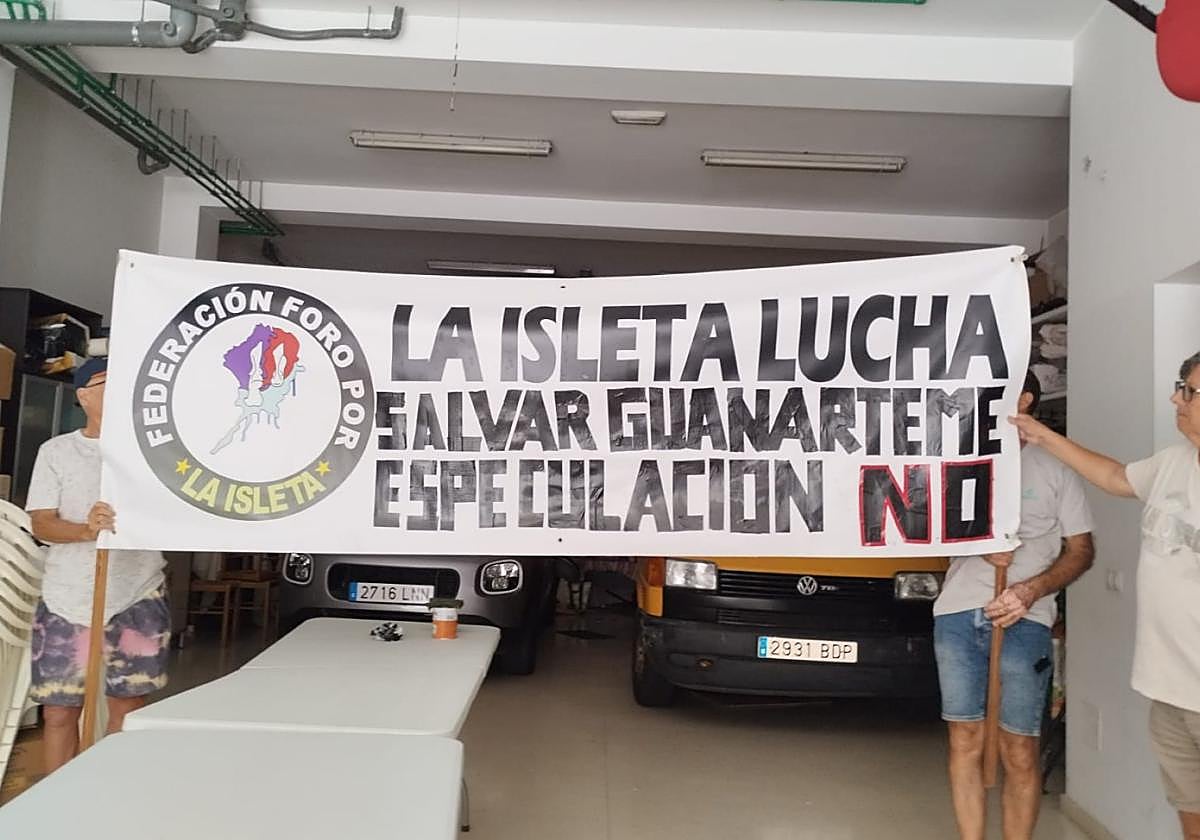 FEDERACIÓN FORO POR
LA ISLETA
LA ISLETA LUCHA
SALVAR GUANARTEME
ESPECULACION NO
2716 LNN
2931 BDP